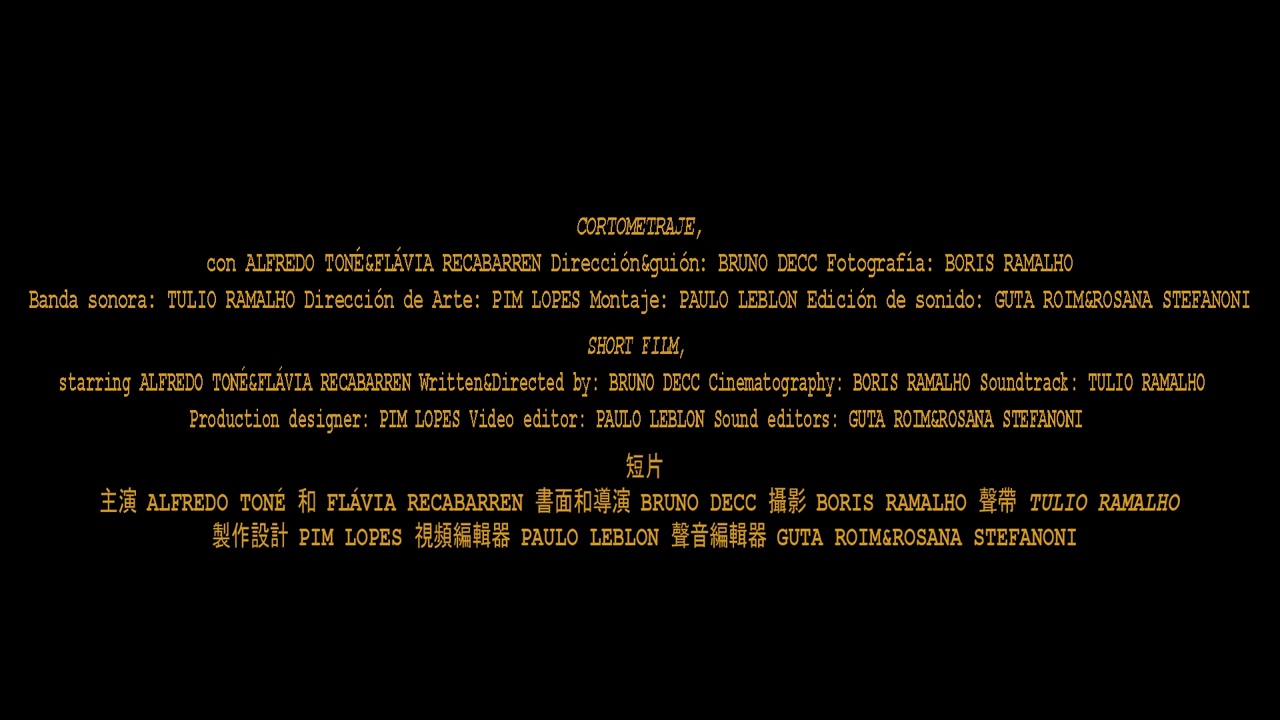 CORTOMETRAJE,
con ALFREDO TONÉ&FLÁVIA RECABARREN Dirección&guión: BRUNO DECC Fotografía: BORIS RAMALHO
Banda sonora: TULIO RAMALHO Dirección de Arte: PIM LOPES Montaje: PAULO LEBLON Edición de sonido: GUTA ROIM&ROSANA STEFANONI
SHORT FILM,
starring ALFREDO TONÉ&FLÁVIA RECABARREN Written&Directed by: BRUNO DECC Cinematography: BORIS RAMALHO Soundtrack: TULIO RAMALHO
Production designer: PIM LOPES Video editor: PAULO LEBLON Sound editors: GUTA ROIM&ROSANA STEFANONI
短片
主演 ALFREDO TONÉ 和 FLÁVIA RECABARREN 書面和導演 BRUNO DECC 攝影 BORIS RAMALHO 聲帶 TULIO RAMALHO
製作設計 PIM LOPES 視頻編輯器 PAULO LEBLON 聲音編輯器 GUTA ROIM&ROSANA STEFANONI